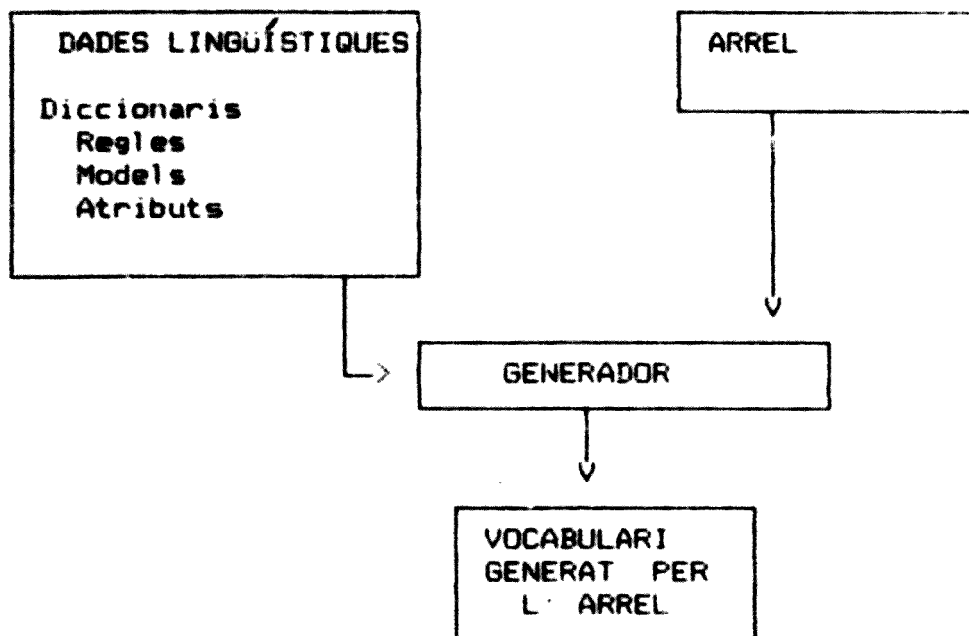 DADES LINGÜÍSTIQUES
Diccionaris
Regles
Models
Atributs
ARREL
GENERADOR
VOCABULARI
GENERAT PER
L' ARREL